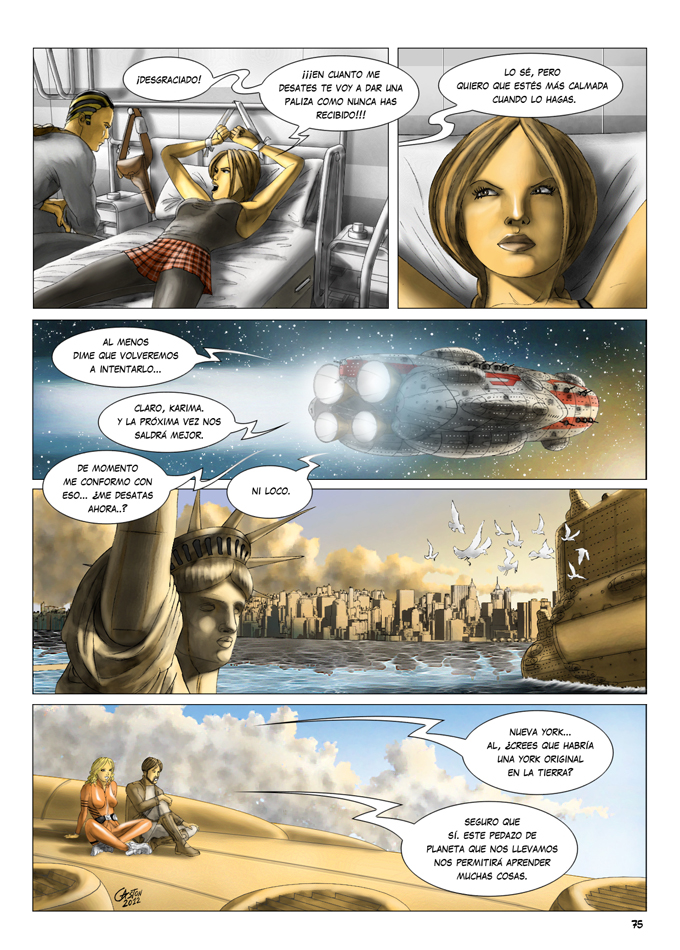 ¡DESGRACIADO!
¡¡¡EN CUANTO ME
DESATES TE VOY A DAR UNA
PALIZA COMO NUNCA HAS
RECIBIDO!!!
LO SÉ, PERO
QUIERO QUE ESTÉS MÁS CALMADA
CUANDO LO HAGAS.
AL MENOS
DIME QUE VOLVEREMOS
A INTENTARLO...
CLARO, KARIMA.
Y LA PRÓXIMA VEZ NOS
SALDRÁ MEJOR.
DE MOMENTO
ME CONFORMO CON
ESO... ¿ME DESATAS
AHORA..?
NI LOCO.
NUEVA YORK...
AL, ¿CREES QUE HABRÍA
UNA YORK ORIGINAL
EN LA TIERRA?
SEGURO QUE
SÍ. ESTE PEDAZO DE
PLANETA QUE NOS LLEVAMOS
NOS PERMITIRÁ APRENDER
MUCHAS COSAS.
GASTON
2012
75